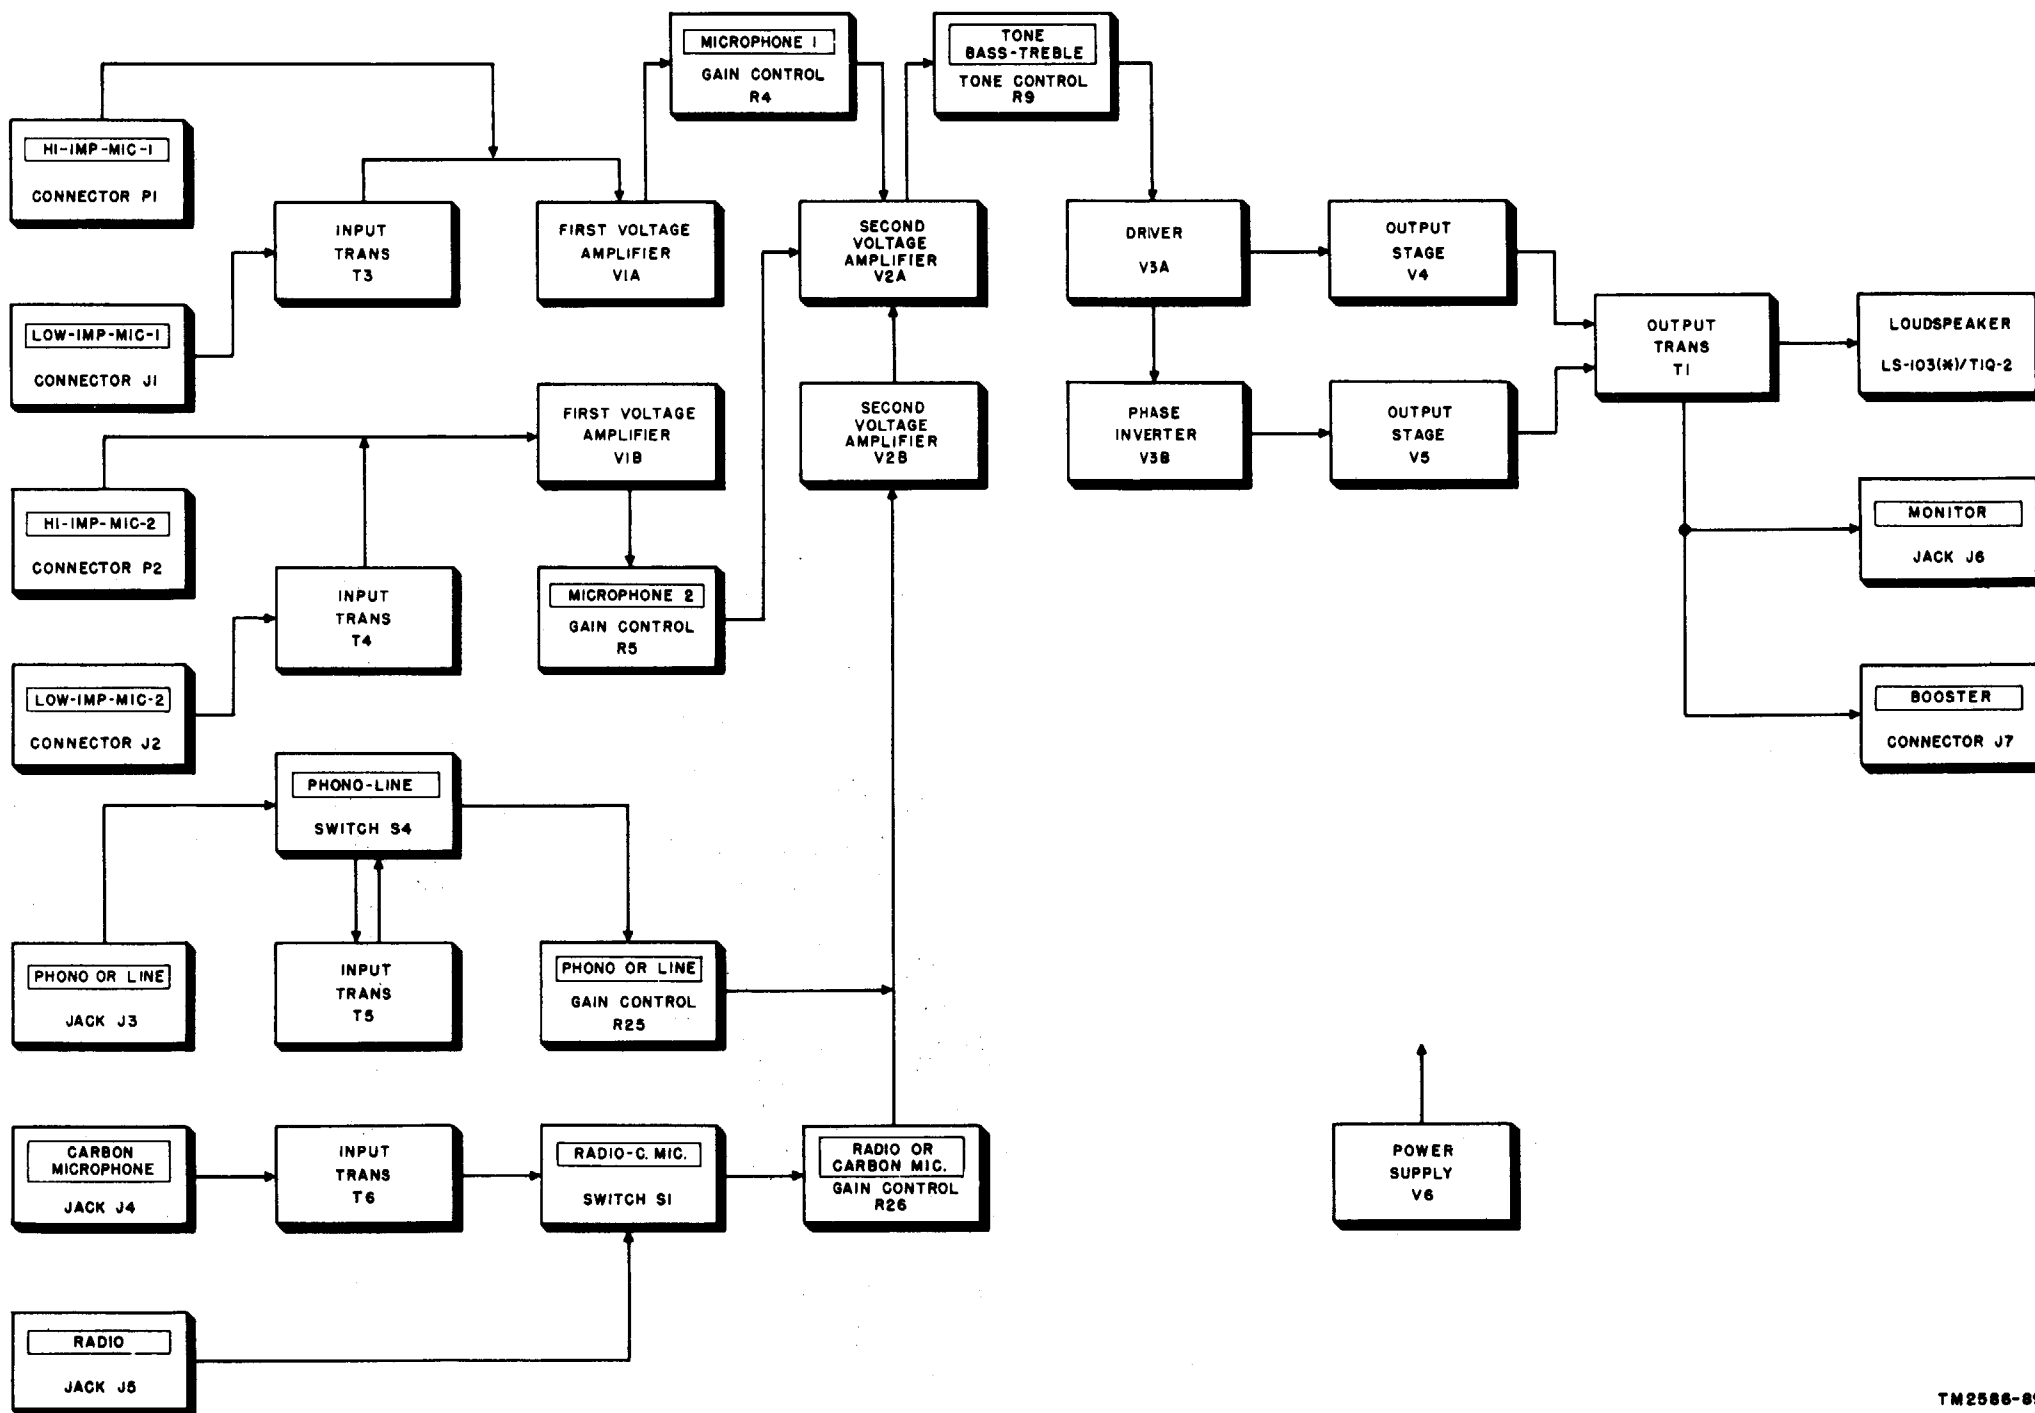 MICROPHONE 1
GAIN CONTROL
R4
TONE
BASS-TREBLE
TONE CONTROL
R9
HI-IMP-MIC-1
CONNECTOR P1
INPUT
TRANS
T3
FIRST VOLTAGE
AMPLIFIER
V1A
SECOND
VOLTAGE
AMPLIFIER
V2A
DRIVER
V3A
OUTPUT
STAGE
V4
LOW-IMP-MIC-1
CONNECTOR J1
OUTPUT
TRANS
T1
LOUDSPEAKER
LS-103(*)/TIQ-2
FIRST VOLTAGE
AMPLIFIER
V1B
SECOND
VOLTAGE
AMPLIFIER
V2B
PHASE
INVERTER
V3B
OUTPUT
STAGE
V5
HI-IMP-MIC-2
CONNECTOR P2
MONITOR
JACK J6
INPUT
TRANS
T4
MICROPHONE 2
GAIN CONTROL
R5
LOW-IMP-MIC-2
CONNECTOR J2
BOOSTER
CONNECTOR J7
PHONO-LINE
SWITCH S4
PHONO OR LINE
JACK J3
INPUT
TRANS
T5
PHONO OR LINE
GAIN CONTROL
R25
CARBON
MICROPHONE
JACK J4
INPUT
TRANS
T6
RADIO-C. MIC.
SWITCH S1
RADIO OR
CARBON MIC.
GAIN CONTROL
R26
POWER
SUPPLY
V6
RADIO
JACK J5